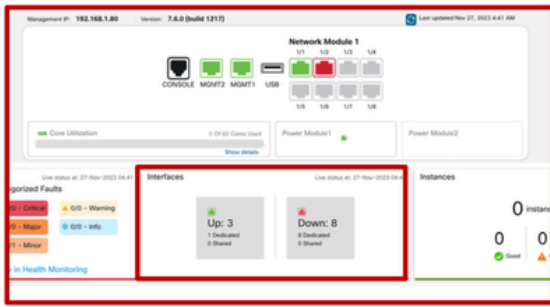 Management IP: 192.168.1.80 Version: 7.6.0 (build 1217) Last updated:Nov 27, 2023 4:41 AM
Network Module 1
1/1 1/2 1/3 1/4
CONSOLE MGMT2 MGMT1 USB
1/5 1/6 1/7 1/8
Core Utilization 0 Of 62 Cores Used
Show details
Power Module1
Power Module2
Live status at: 27-Nov-2023 04:41
egorized Faults
0/0 - Critical 0/0 - Warning
0/0 - Major 0/0 - Info
/1 - Minor
in Health Monitoring
Interfaces Live status at: 27-Nov-2023 04:4
Up: 3
1 Dedicated
0 Shared
Down: 8
8 Dedicated
0 Shared
Instances
0 instanc
0 0
Good